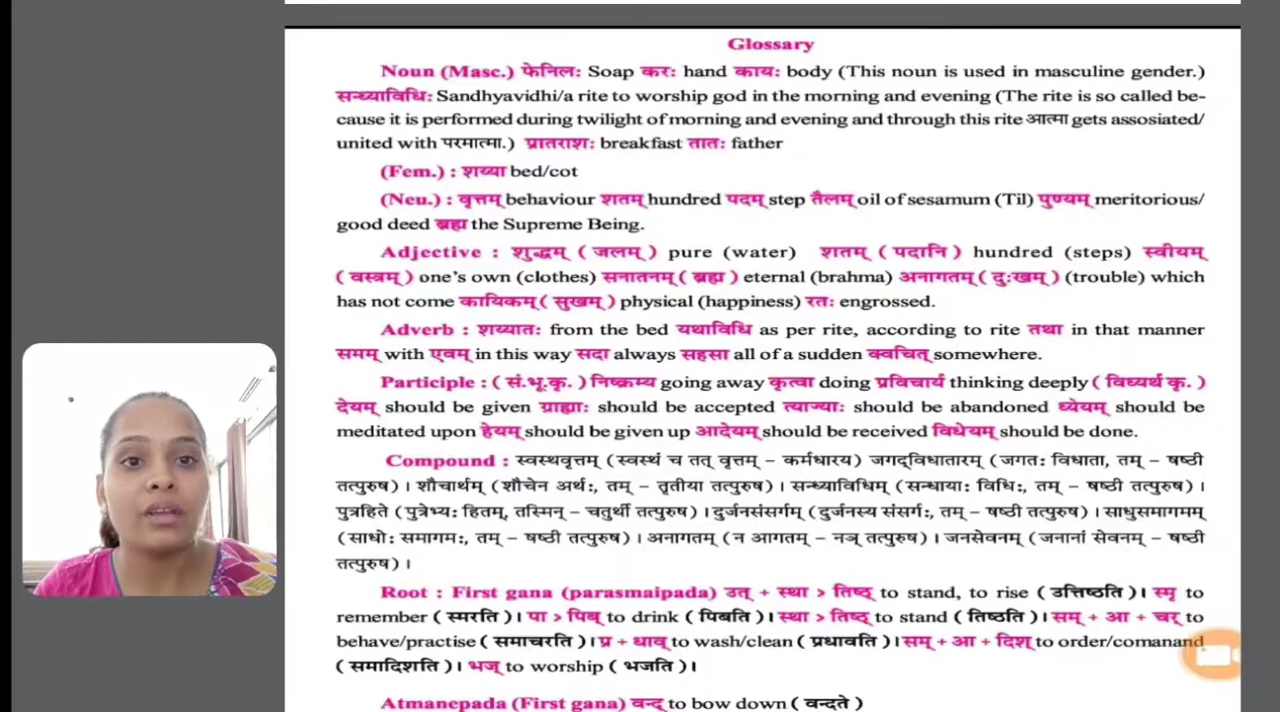 Glossary
Noun (Masc.) फेनिलः Soap करः hand कायः body (This noun is used in masculine gender.)
सन्ध्याविधिः Sandhyavidhi/a rite to worship god in the morning and evening (The rite is so called be-
cause it is performed during twilight of morning and evening and through this rite आत्मा gets assosiated/
united with परमात्मा.) प्रातराशः breakfast तातः father
(Fem.) : शय्या bed/cot
(Neu.) : वृत्तम् behaviour शतम् hundred पदम् step तैलम् oil of sesamum (Til) पुण्यम् meritorious/
good deed ब्रह्म the Supreme Being.
Adjective : शुद्धम् ( जलम् ) pure (water) शतम् ( पदानि ) hundred (steps) स्वीयम्
( वस्त्रम् ) one's own (clothes) सनातनम् ( ब्रह्म ) eternal (brahma) अनागतम् ( दुःखम् ) (trouble) which
has not come कायिकम् ( सुखम् ) physical (happiness) रतः engrossed.
Adverb : शय्यातः from the bed यथाविधि as per rite, according to rite तथा in that manner
समम् with एवम् in this way सदा always सहसा all of a sudden क्वचित् somewhere.
Participle : ( सं.भू.कृ. ) निष्क्रम्य going away कृत्वा doing प्रविचार्य thinking deeply ( विध्यर्थ कृ. )
देयम् should be given ग्राह्याः should be accepted त्याज्याः should be abandoned ध्येयम् should be
meditated upon हेयम् should be given up आदेयम् should be received विधेयम् should be done.
Compound : स्वस्थवृत्तम् (स्वस्थं च तत् वृत्तम् – कर्मधारय) जगद्विधातारम् (जगतः विधाता, तम् – षष्ठी
तत्पुरुष) । शौचार्थम् (शौचेन अर्थः, तम् – तृतीया तत्पुरुष) । सन्ध्याविधिम् (सन्धायाः विधिः, तम् – षष्ठी तत्पुरुष) ।
पुत्रहिते (पुत्रेभ्यः हितम्, तस्मिन् – चतुर्थी तत्पुरुष) । दुर्जनसंसर्गम् (दुर्जनस्य संसर्गः, तम् – षष्ठी तत्पुरुष) । साधुसमागमम्
(साधोः समागमः, तम् – षष्ठी तत्पुरुष) । अनागतम् (न आगतम् – नञ् तत्पुरुष) । जनसेवनम् (जनानां सेवनम् – षष्ठी
तत्पुरुष) ।
Root : First gana (parasmaipada) उत् + स्था > तिष्ठ् to stand, to rise ( उत्तिष्ठति ) । स्मृ to
remember ( स्मरति ) । पा > पिब् to drink ( पिबति ) । स्था > तिष्ठ् to stand ( तिष्ठति ) । सम् + आ + चर् to
behave/practise ( समाचरति ) । प्र + धाव् to wash/clean ( प्रधावति ) । सम् + आ + दिश् to order/comanand
( समादिशति ) । भज् to worship ( भजति ) ।
Atmanepada (First gana) वन्द् to bow down ( वन्दते )